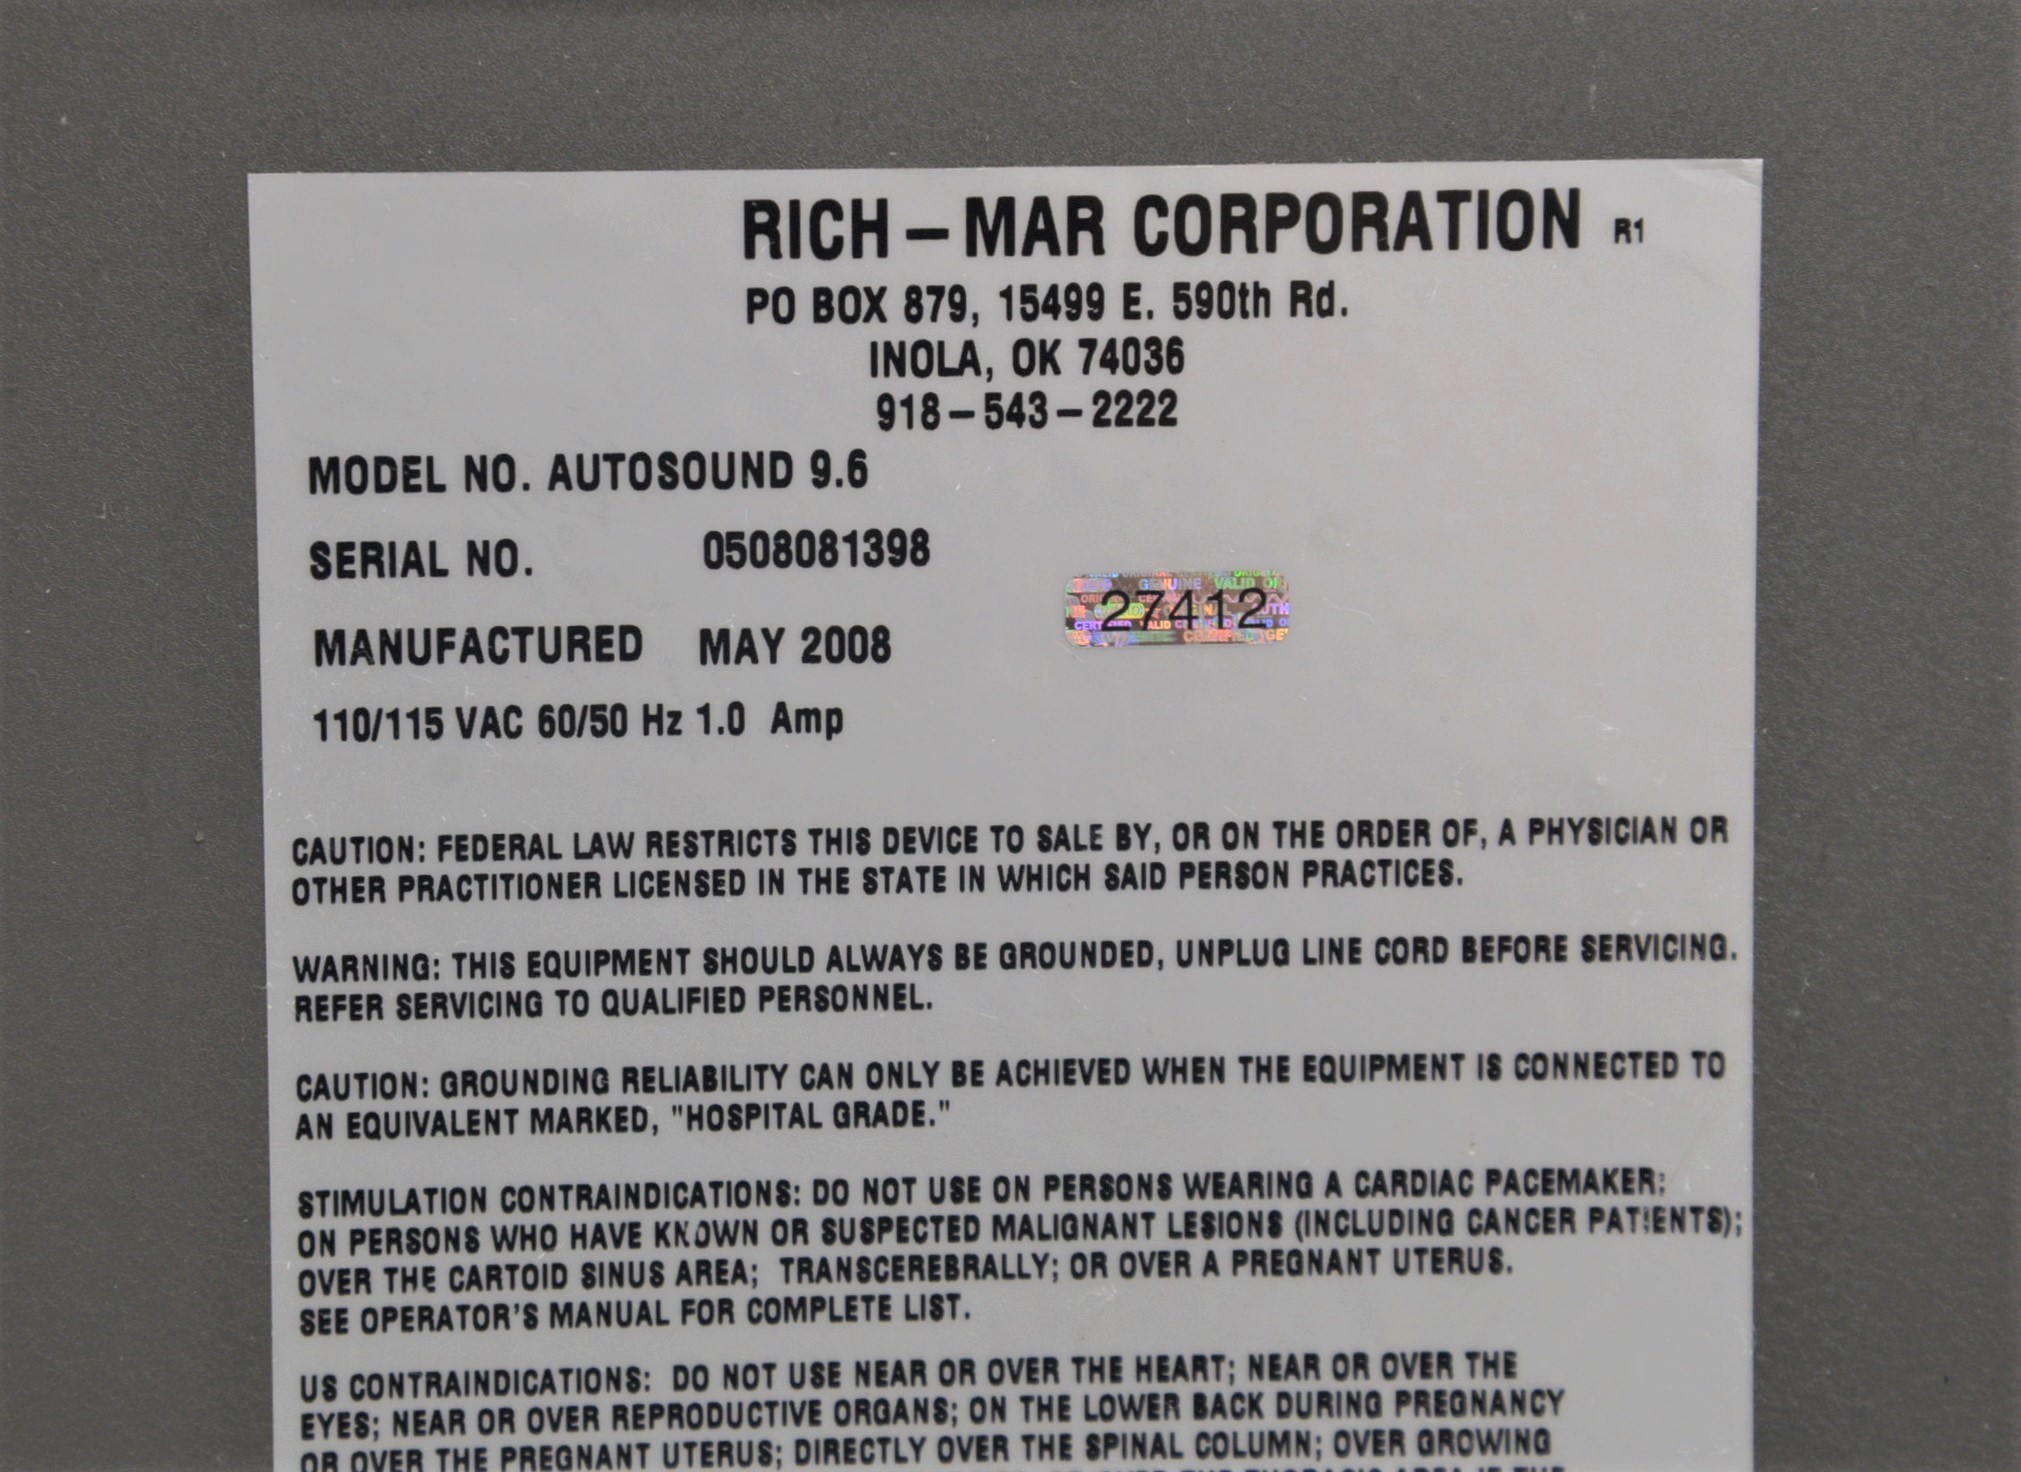 RICH – MAR CORPORATION R1
PO BOX 879, 15499 E. 590th Rd.
INOLA, OK 74036
918 – 543 – 2222
MODEL NO. AUTOSOUND 9.6
SERIAL NO. 0508081398
27412
MANUFACTURED MAY 2008
110/115 VAC 60/50 Hz 1.0 Amp
CAUTION: FEDERAL LAW RESTRICTS THIS DEVICE TO SALE BY, OR ON THE ORDER OF, A PHYSICIAN OR
OTHER PRACTITIONER LICENSED IN THE STATE IN WHICH SAID PERSON PRACTICES.
WARNING: THIS EQUIPMENT SHOULD ALWAYS BE GROUNDED, UNPLUG LINE CORD BEFORE SERVICING.
REFER SERVICING TO QUALIFIED PERSONNEL.
CAUTION: GROUNDING RELIABILITY CAN ONLY BE ACHIEVED WHEN THE EQUIPMENT IS CONNECTED TO
AN EQUIVALENT MARKED, "HOSPITAL GRADE."
STIMULATION CONTRAINDICATIONS: DO NOT USE ON PERSONS WEARING A CARDIAC PACEMAKER;
ON PERSONS WHO HAVE KNOWN OR SUSPECTED MALIGNANT LESIONS (INCLUDING CANCER PATIENTS);
OVER THE CARTOID SINUS AREA; TRANSCEREBRALLY; OR OVER A PREGNANT UTERUS.
SEE OPERATOR'S MANUAL FOR COMPLETE LIST.
US CONTRAINDICATIONS: DO NOT USE NEAR OR OVER THE HEART; NEAR OR OVER THE
EYES; NEAR OR OVER REPRODUCTIVE ORGANS; ON THE LOWER BACK DURING PREGNANCY
OR OVER THE PREGNANT UTERUS; DIRECTLY OVER THE SPINAL COLUMN; OVER GROWING